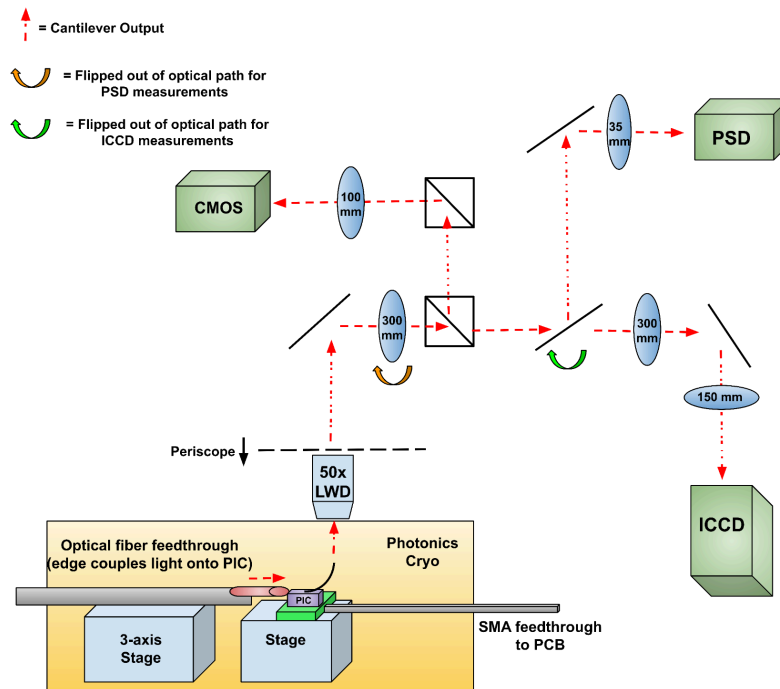 = Cantilever Output
= Flipped out of optical path for
PSD measurements
= Flipped out of optical path for
ICCD measurements
35
mm
PSD
CMOS
100
mm
300
mm
300
mm
150 mm
Periscope
50x
LWD
ICCD
Optical fiber feedthrough
(edge couples light onto PIC)
Photonics
Cryo
PIC
3-axis
Stage
Stage
SMA feedthrough
to PCB